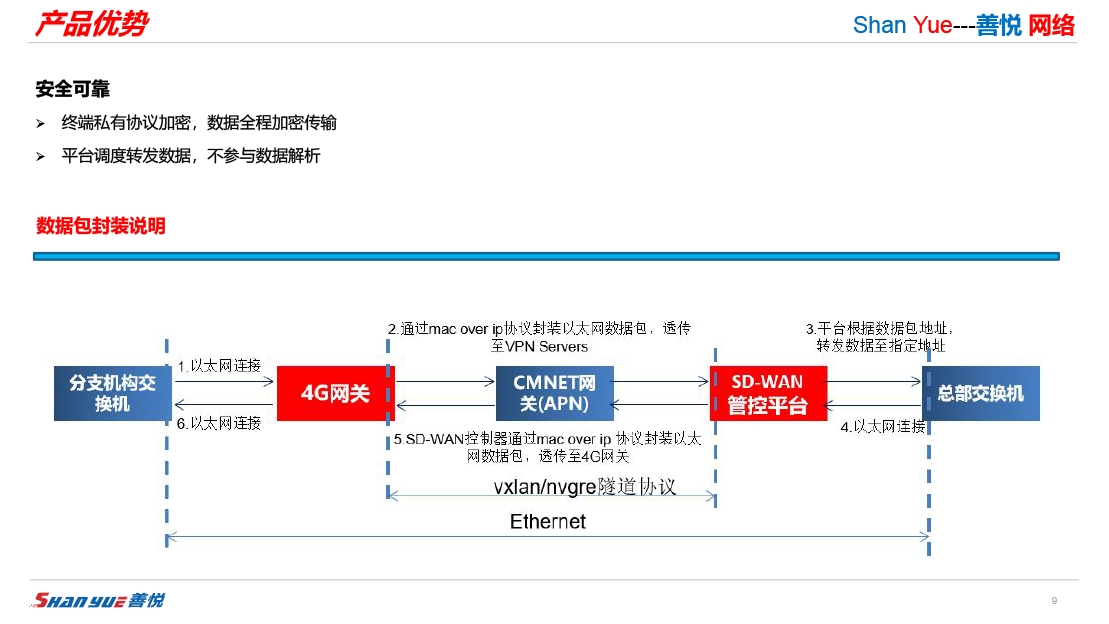 产品优势
Shan Yue---善悦 网络
安全可靠
➢ 终端私有协议加密，数据全程加密传输
➢ 平台调度转发数据，不参与数据解析
数据包封装说明
2.通过mac over ip协议封装以太网数据包，透传
至VPN Servers
3.平台根据数据包地址，
转发数据至指定地址
1.以太网连接
分支机构交
换机
4G网关
CMNET网
关(APN)
SD-WAN
管控平台
总部交换机
6.以太网连接
4.以太网连接
5.SD-WAN控制器通过mac over ip 协议封装以太
网数据包，透传至4G网关
vxlan/nvgre隧道协议
Ethernet
SHANYUE善悦
9